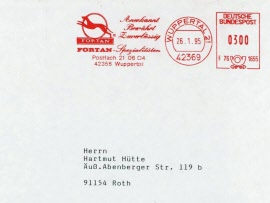 Anerkannt
Bewährt
Zuverlässig
FORTAN
FORTAN-Spezialitäten
Postfach 21 06 04
42356 Wuppertal
WUPPERTAL
26.1.95
42369
DEUTSCHE
BUNDESPOST
0300
Herrn
Hartmut Hütte
Äuß.Abenberger Str. 119 b
91154 Roth